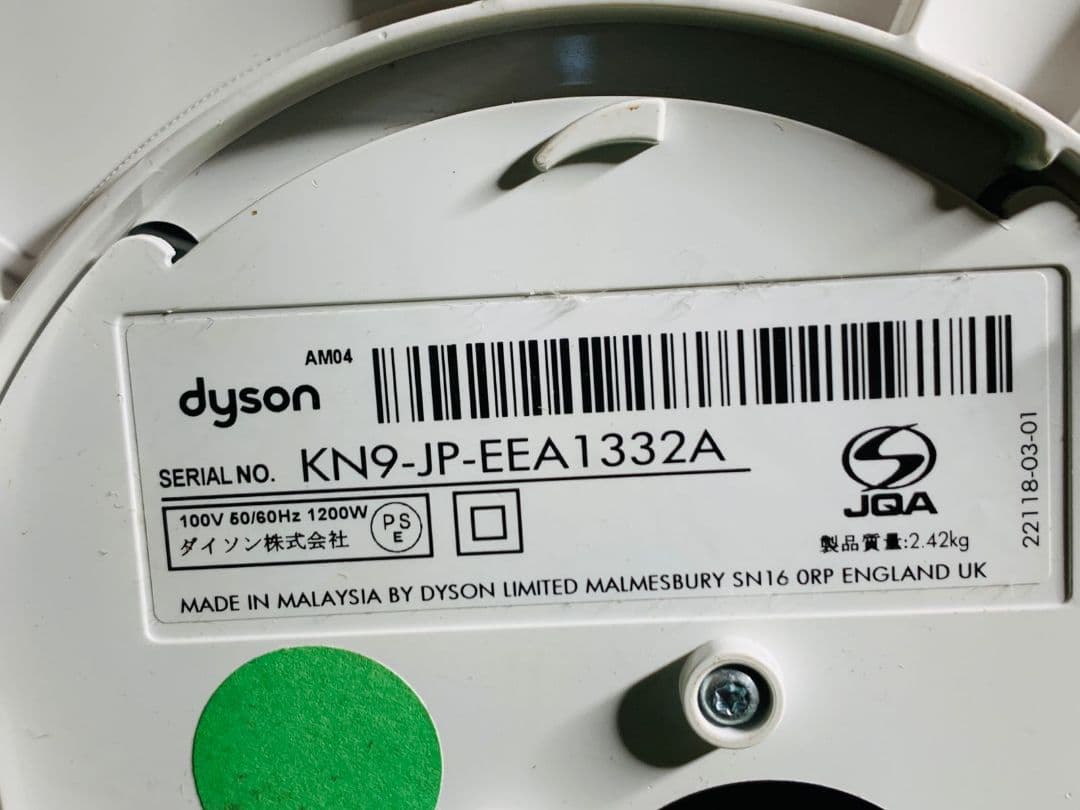 AM04
dyson
SERIAL NO. KN9-JP-EEA1332A
100V 50/60Hz 1200W
ダイソン株式会社
PS
E
JQA
製品質量:2.42kg
22118-03-01
MADE IN MALAYSIA BY DYSON LIMITED MALMESBURY SN16 0RP ENGLAND UK